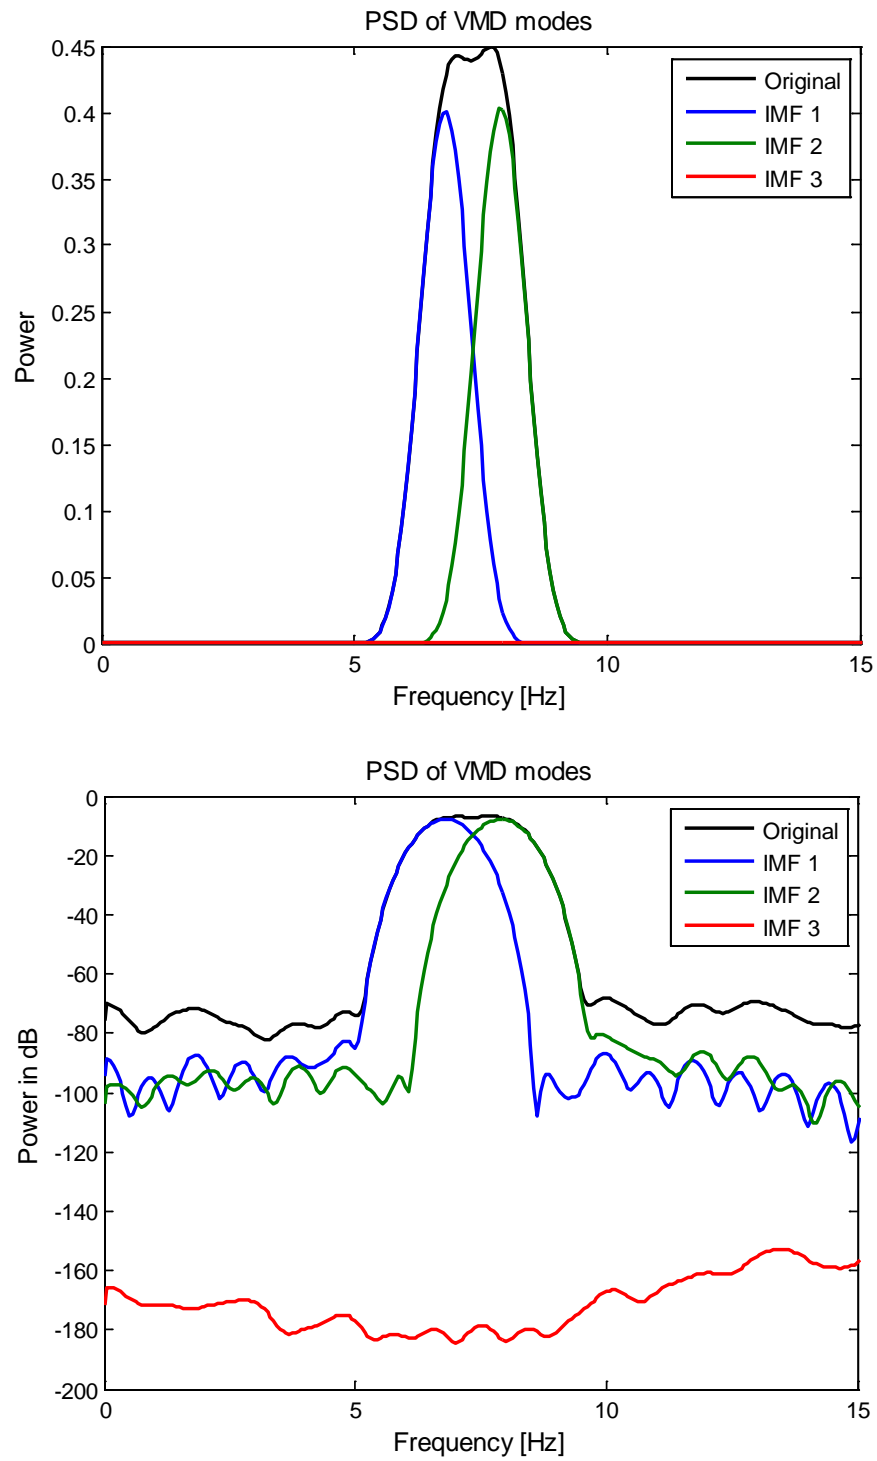 PSD of VMD modes
0.45
0.4
0.35
0.3
0.25
0.2
0.15
0.1
0.05
0
Power
Original
IMF 1
IMF 2
IMF 3
0
5
10
15
Frequency [Hz]
PSD of VMD modes
0
-20
-40
-60
-80
-100
-120
-140
-160
-180
-200
Power in dB
Original
IMF 1
IMF 2
IMF 3
0
5
10
15
Frequency [Hz]